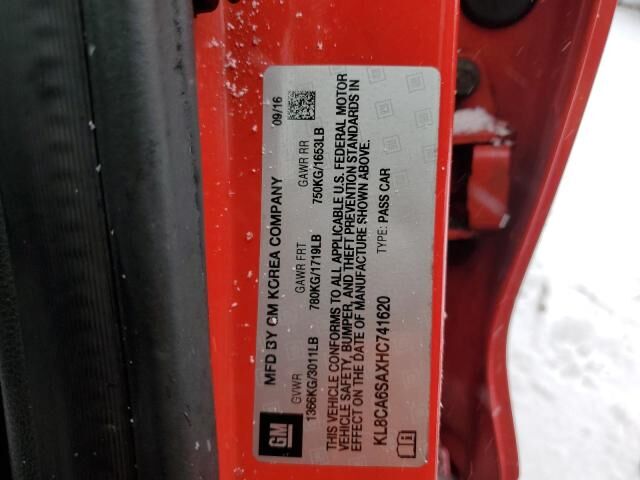 GM
MFD BY GM KOREA COMPANY 09/16
GVWR GAWR FRT GAWR RR
1366KG/3011LB 780KG/1719LB 750KG/1653LB
THIS VEHICLE CONFORMS TO ALL APPLICABLE U.S. FEDERAL MOTOR
VEHICLE SAFETY, BUMPER, AND THEFT PREVENTION STANDARDS IN
EFFECT ON THE DATE OF MANUFACTURE SHOWN ABOVE.
KL8CA6SAXHC741620 TYPE: PASS CAR